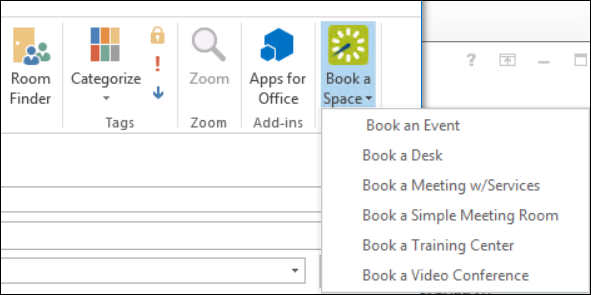 Room
Finder
Categorize
Tags
Zoom
Zoom
Apps for
Office
Add-ins
Book a
Space
?
Book an Event
Book a Desk
Book a Meeting w/Services
Book a Simple Meeting Room
Book a Training Center
Book a Video Conference